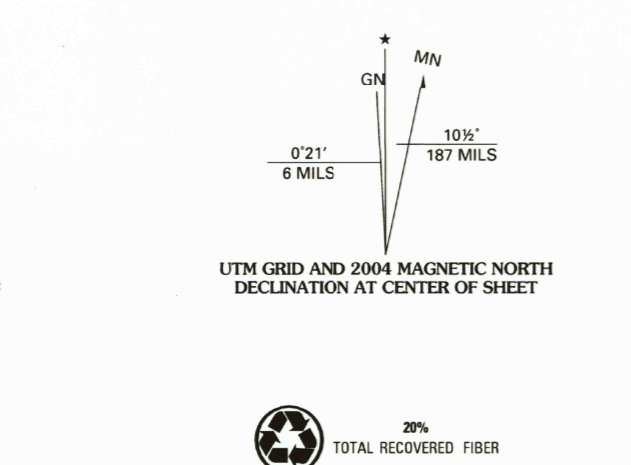 ★
MN
GN
10½°
187 MILS
0°21′
6 MILS
UTM GRID AND 2004 MAGNETIC NORTH
DECLINATION AT CENTER OF SHEET
20%
TOTAL RECOVERED FIBER